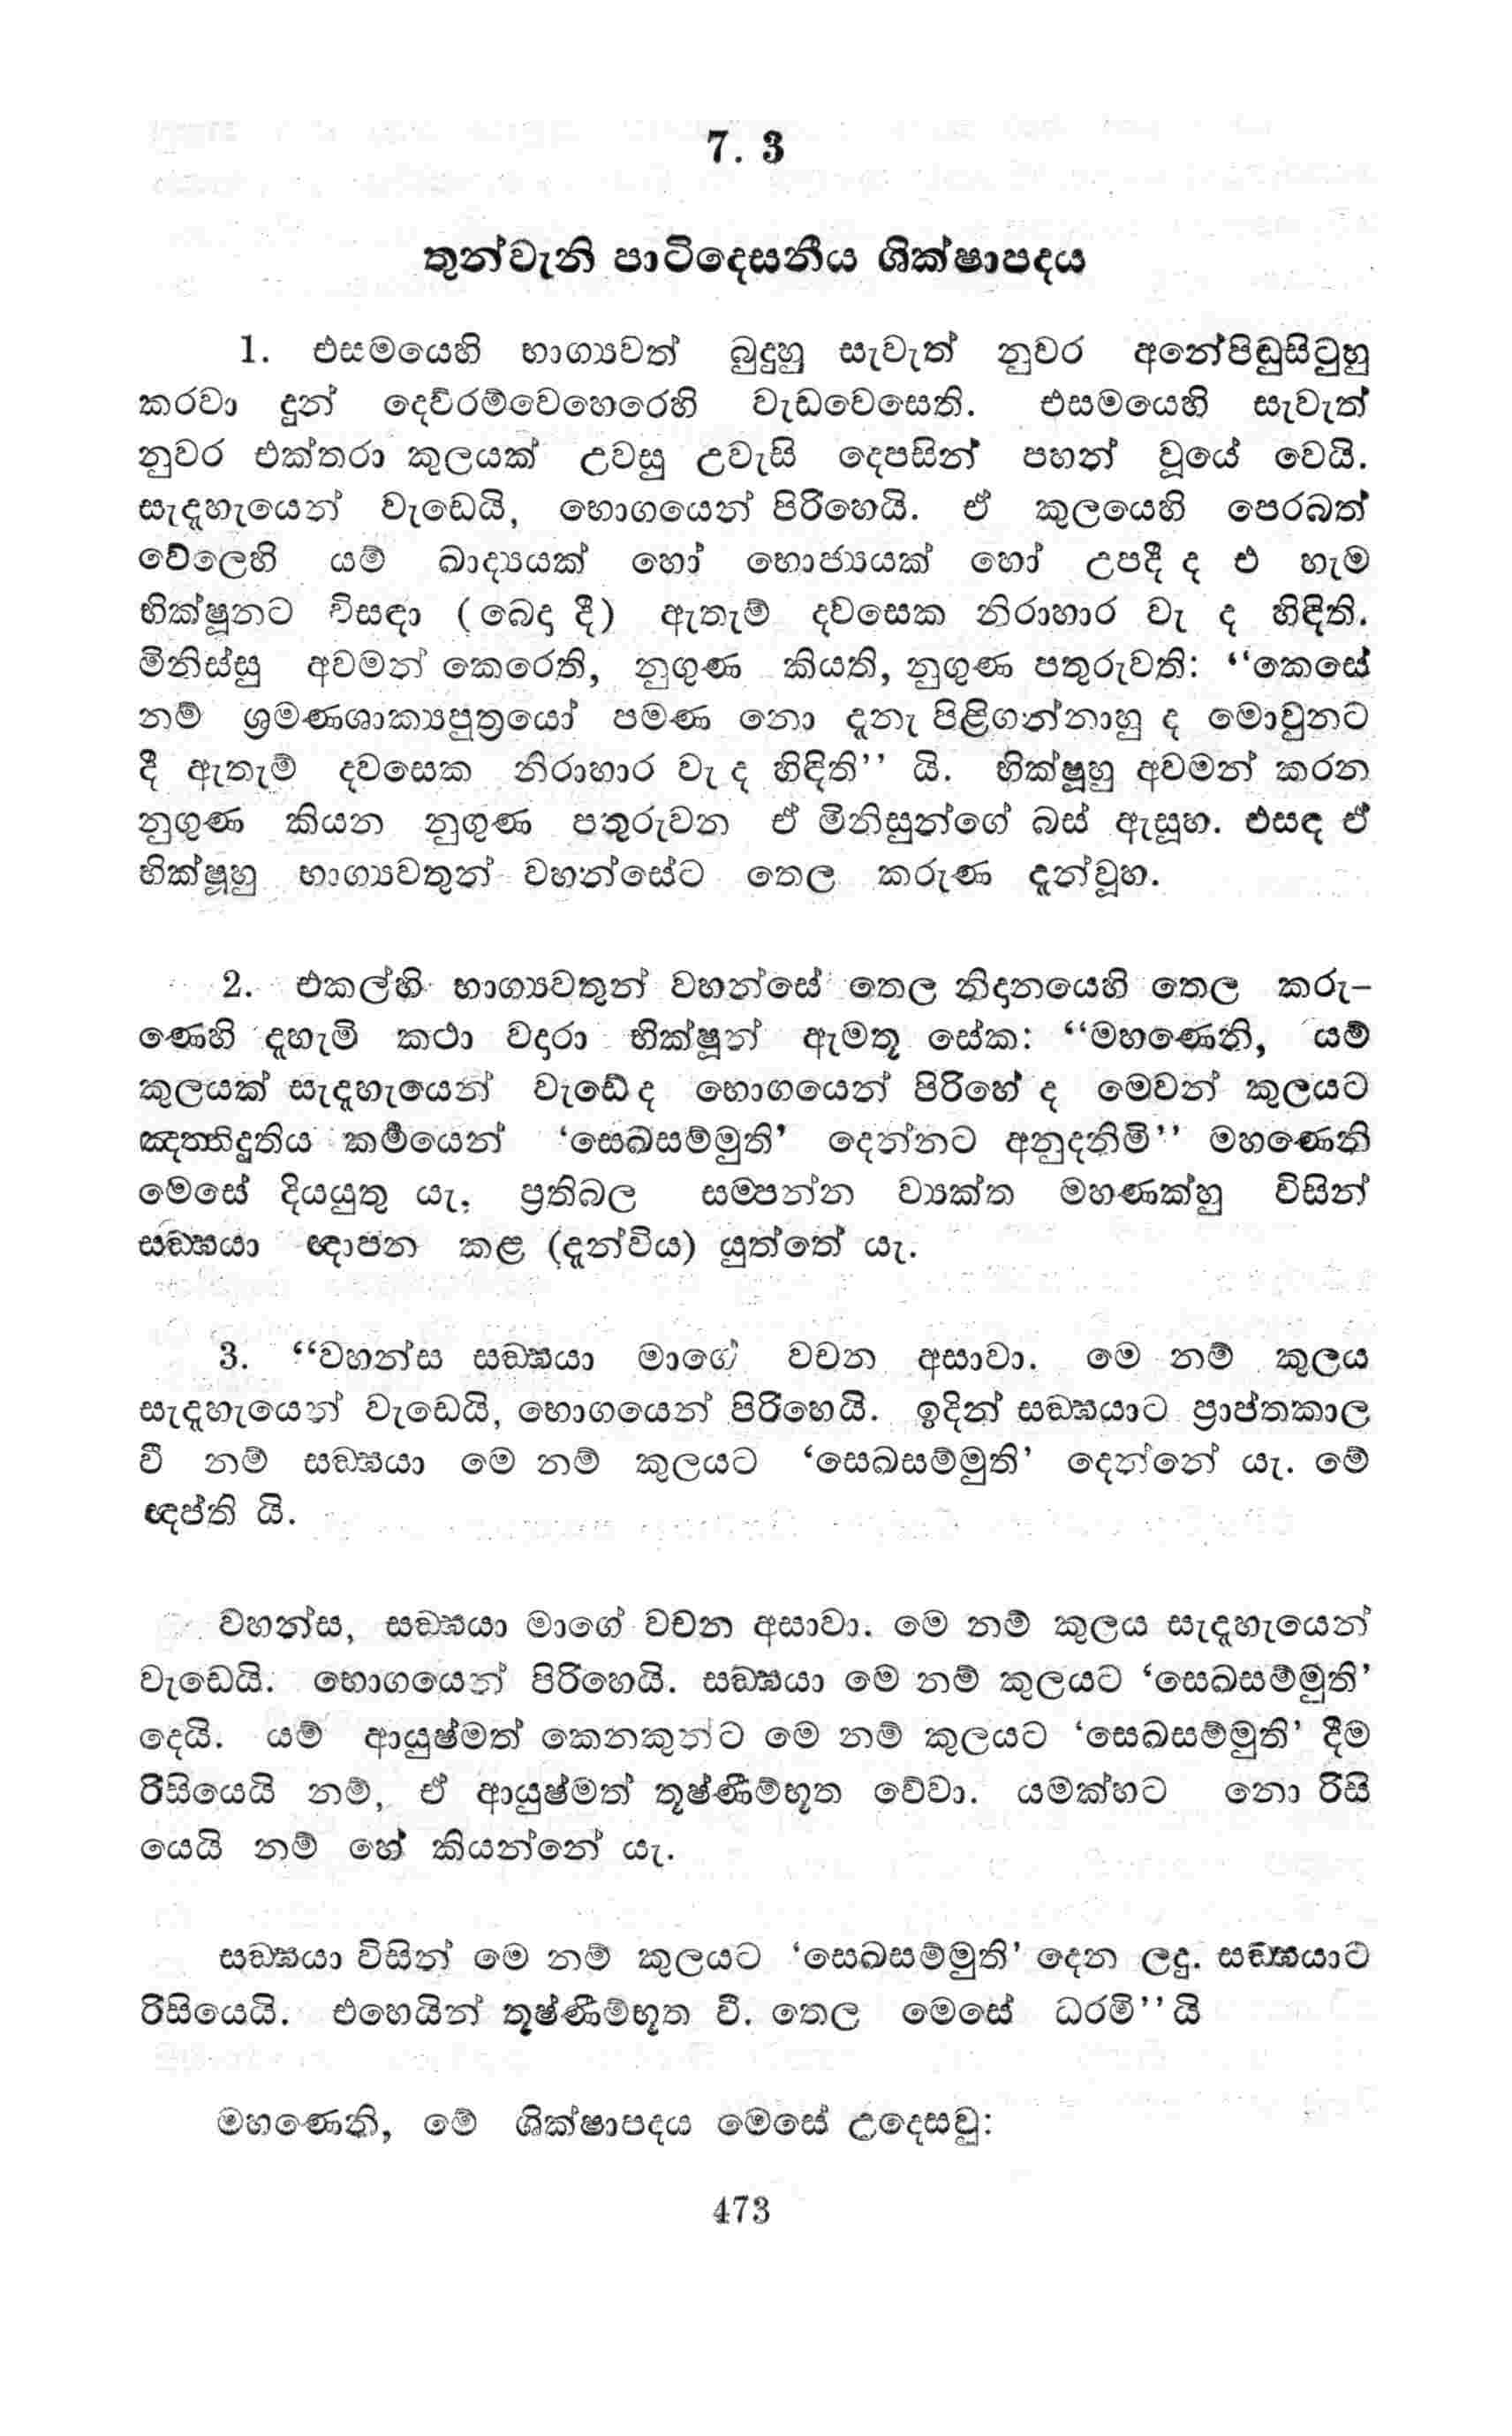 7. 3
තුන්වැනි පාටිදෙසනීය ශික්ෂාපදය
1. එසමයෙහි භාග්‍යවත් බුදුහු සැවැත් නුවර අනේපිඬුසිටුහු
කරවා දුන් දෙව්රම්වෙහෙරෙහි වැඩවෙසෙති. එසමයෙහි සැවැත්
නුවර එක්තරා කුලයක් උවසු උවැසි දෙපසින් පහන් වූයේ වෙයි.
සැදැහැයෙන් වැඩෙයි, භොගයෙන් පිරිහෙයි. ඒ කුලයෙහි පෙරබත්
වේලෙහි යම් ඛාද්‍යයක් හෝ භොජ්‍යයක් හෝ උපදී ද එ හැම
භික්ෂූනට විසඳා (බෙදා දී) ඇතැම් දවසෙක නිරාහාර වැ ද හිඳිති.
මිනිස්සු අවමන් කෙරෙති, නුගුණ කියති, නුගුණ පතුරුවති: “කෙසේ
නම් ශ්‍රමණශාක්‍යපුත්‍රයෝ පමණ නො දැනැ පිළිගන්නාහු ද මොවුනට
දී ඇතැම් දවසෙක නිරාහාර වැ ද හිඳිති” යි. භික්ෂූහු අවමන් කරන
නුගුණ කියන නුගුණ පතුරුවන ඒ මිනිසුන්ගේ බස් ඇසූහ. එසඳ ඒ
භික්ෂූහු භාග්‍යවතුන් වහන්සේට තෙල කරුණ දැන්වූහ.
2. එකල්හි භාග්‍යවතුන් වහන්සේ තෙල නිදානයෙහි තෙල කරු-
ණෙහි දැහැමි කථා වදාරා භික්ෂූන් ඇමතූ සේක: “මහණෙනි, යම්
කුලයක් සැදැහැයෙන් වැඩේ ද භොගයෙන් පිරිහේ ද මෙවන් කුලයට
ඤත්තිදුතිය කර්‍මයෙන් ‘සෙඛසම්මුති’ දෙන්නට අනුදනිමි” මහණෙනි
මෙසේ දියයුතු යැ, ප්‍රතිබල සම්පන්න ව්‍යක්ත මහණක්හු විසින්
සඞ්ඝයා ඥාපන කළ (දැන්විය) යුත්තේ යැ.
3. “වහන්ස සඞ්ඝයා මාගේ වචන අසාවා. මෙ නම් කුලය
සැදැහැයෙන් වැඩෙයි, භොගයෙන් පිරිහෙයි. ඉදින් සඞ්ඝයාට ප්‍රාප්තකාල
වී නම් සඞ්ඝයා මෙ නම් කුලයට ‘සෙඛසම්මුති’ දෙන්නේ යැ. මේ
ඥප්ති යි.
වහන්ස, සඞ්ඝයා මාගේ වචන අසාවා. මෙ නම් කුලය සැදැහැයෙන්
වැඩෙයි. භොගයෙන් පිරිහෙයි. සඞ්ඝයා මෙ නම් කුලයට ‘සෙඛසම්මුති’
දෙයි. යම් ආයුෂ්මත් කෙනකුන්ට මෙ නම් කුලයට ‘සෙඛසම්මුති’ දීම
රිසියෙයි නම්, ඒ ආයුෂ්මත් තූෂ්ණීම්භූත වේවා. යමක්හට නො රිසි
යෙයි නම් හේ කියන්නේ යැ.
සඞ්ඝයා විසින් මෙ නම් කුලයට ‘සෙඛසම්මුති’ දෙන ලදු. සඞ්ඝයාට
රිසියෙයි. එහෙයින් තූෂ්ණීම්භූත වී. තෙල මෙසේ ධරමි”යි
මහණෙනි, මේ ශික්ෂාපදය මෙසේ උදෙසවු:
473